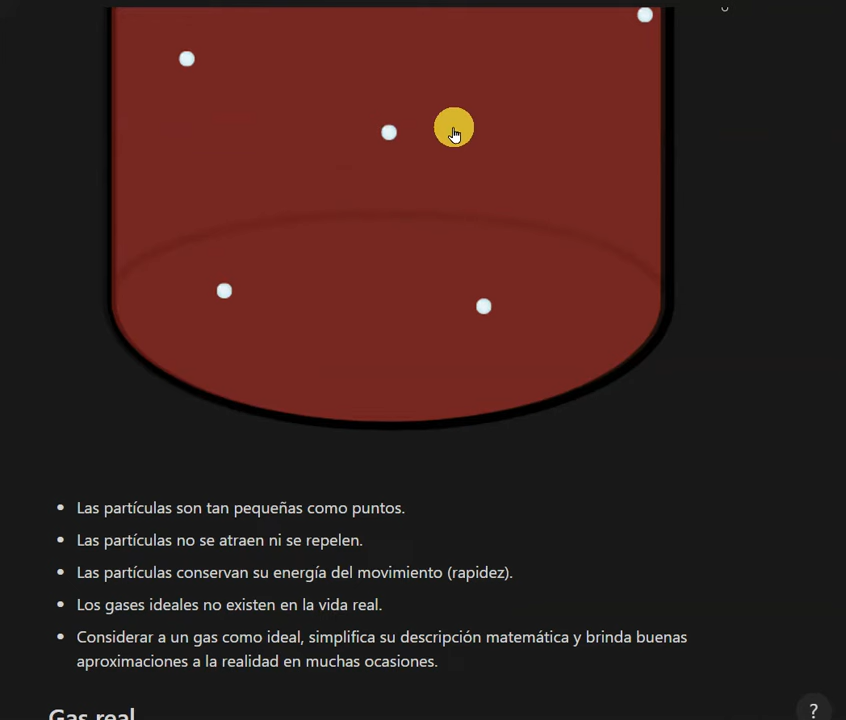 Las partículas son tan pequeñas como puntos.
Las partículas no se atraen ni se repelen.
Las partículas conservan su energía del movimiento (rapidez).
Los gases ideales no existen en la vida real.
Considerar a un gas como ideal, simplifica su descripción matemática y brinda buenas
aproximaciones a la realidad en muchas ocasiones.
Gas real
?